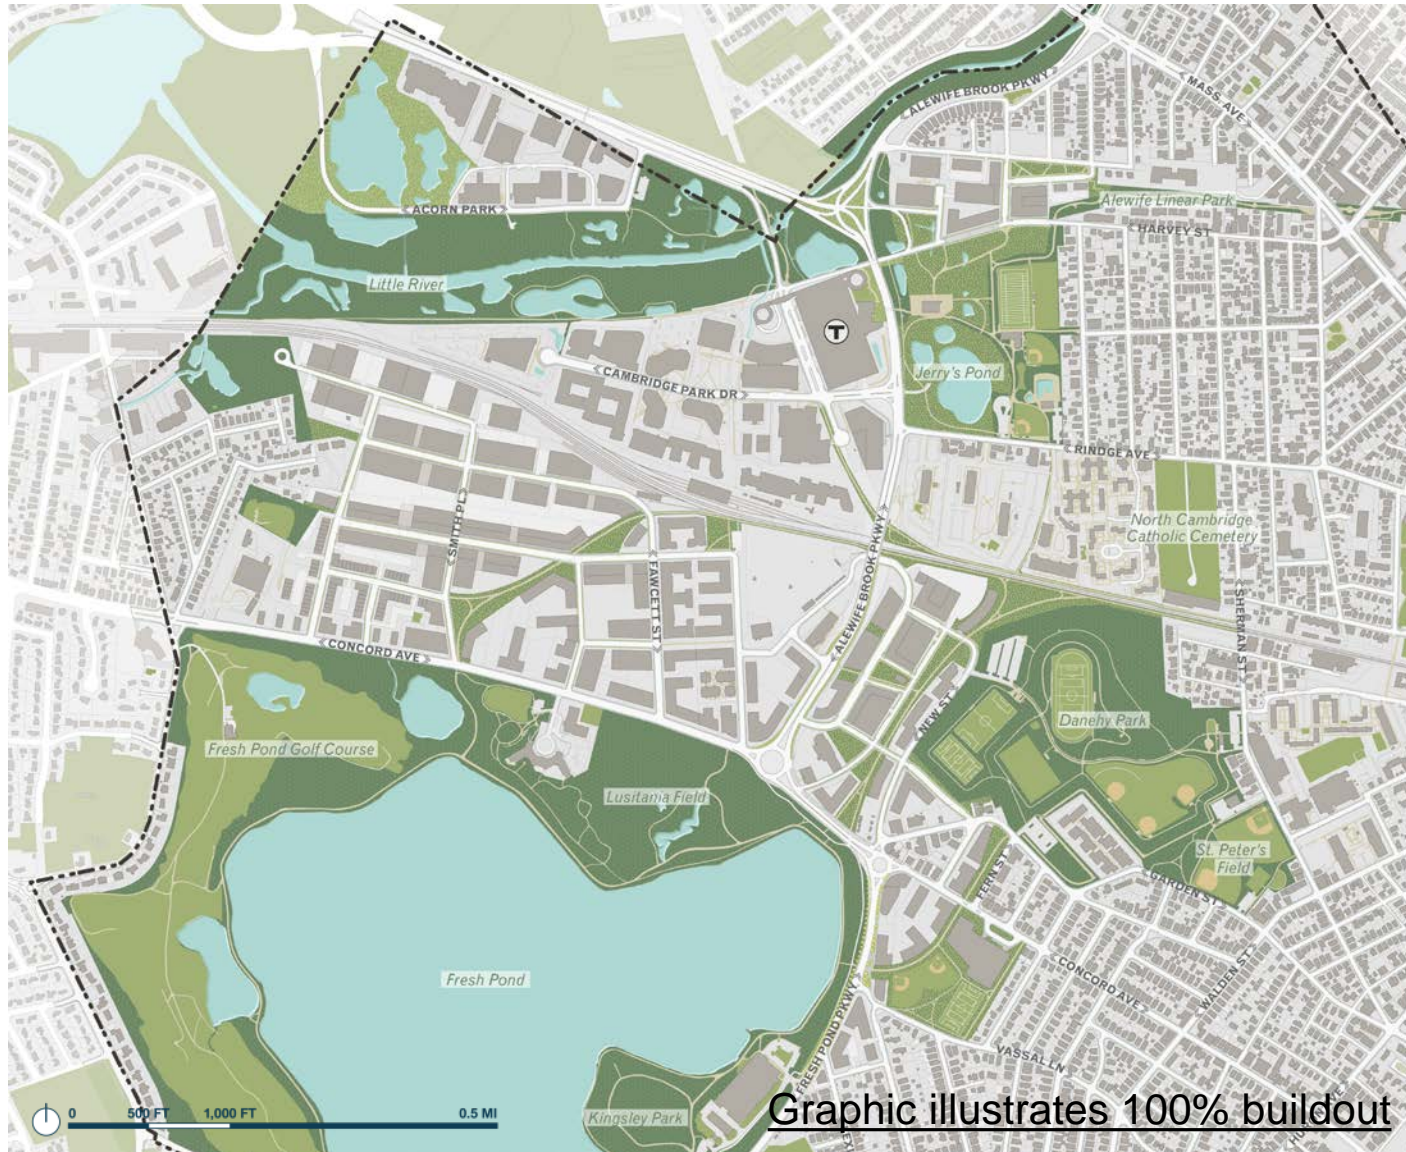 ALEWIFE BROOK PKWY
MASS. AVE
Alewife Linear Park
ACORN PARK
HARVEY ST
Little River
T
CAMBRIDGE PARK DR
Jerry's Pond
RINDGE AVE
SMITH PL
North Cambridge
Catholic Cemetery
ALEWIFE BROOK PKWY
FAWCETT ST
SHERMAN ST
CONCORD AVE
NEW ST
Danehy Park
Fresh Pond Golf Course
Lusitania Field
St. Peter's
Field
FERN ST
GARDEN ST
Fresh Pond
CONCORD AVE
WALDEN ST
FRESH POND PKWY
VASSAL LN
Kingsley Park
0 500 FT 1,000 FT 0.5 MI
Graphic illustrates 100% buildout